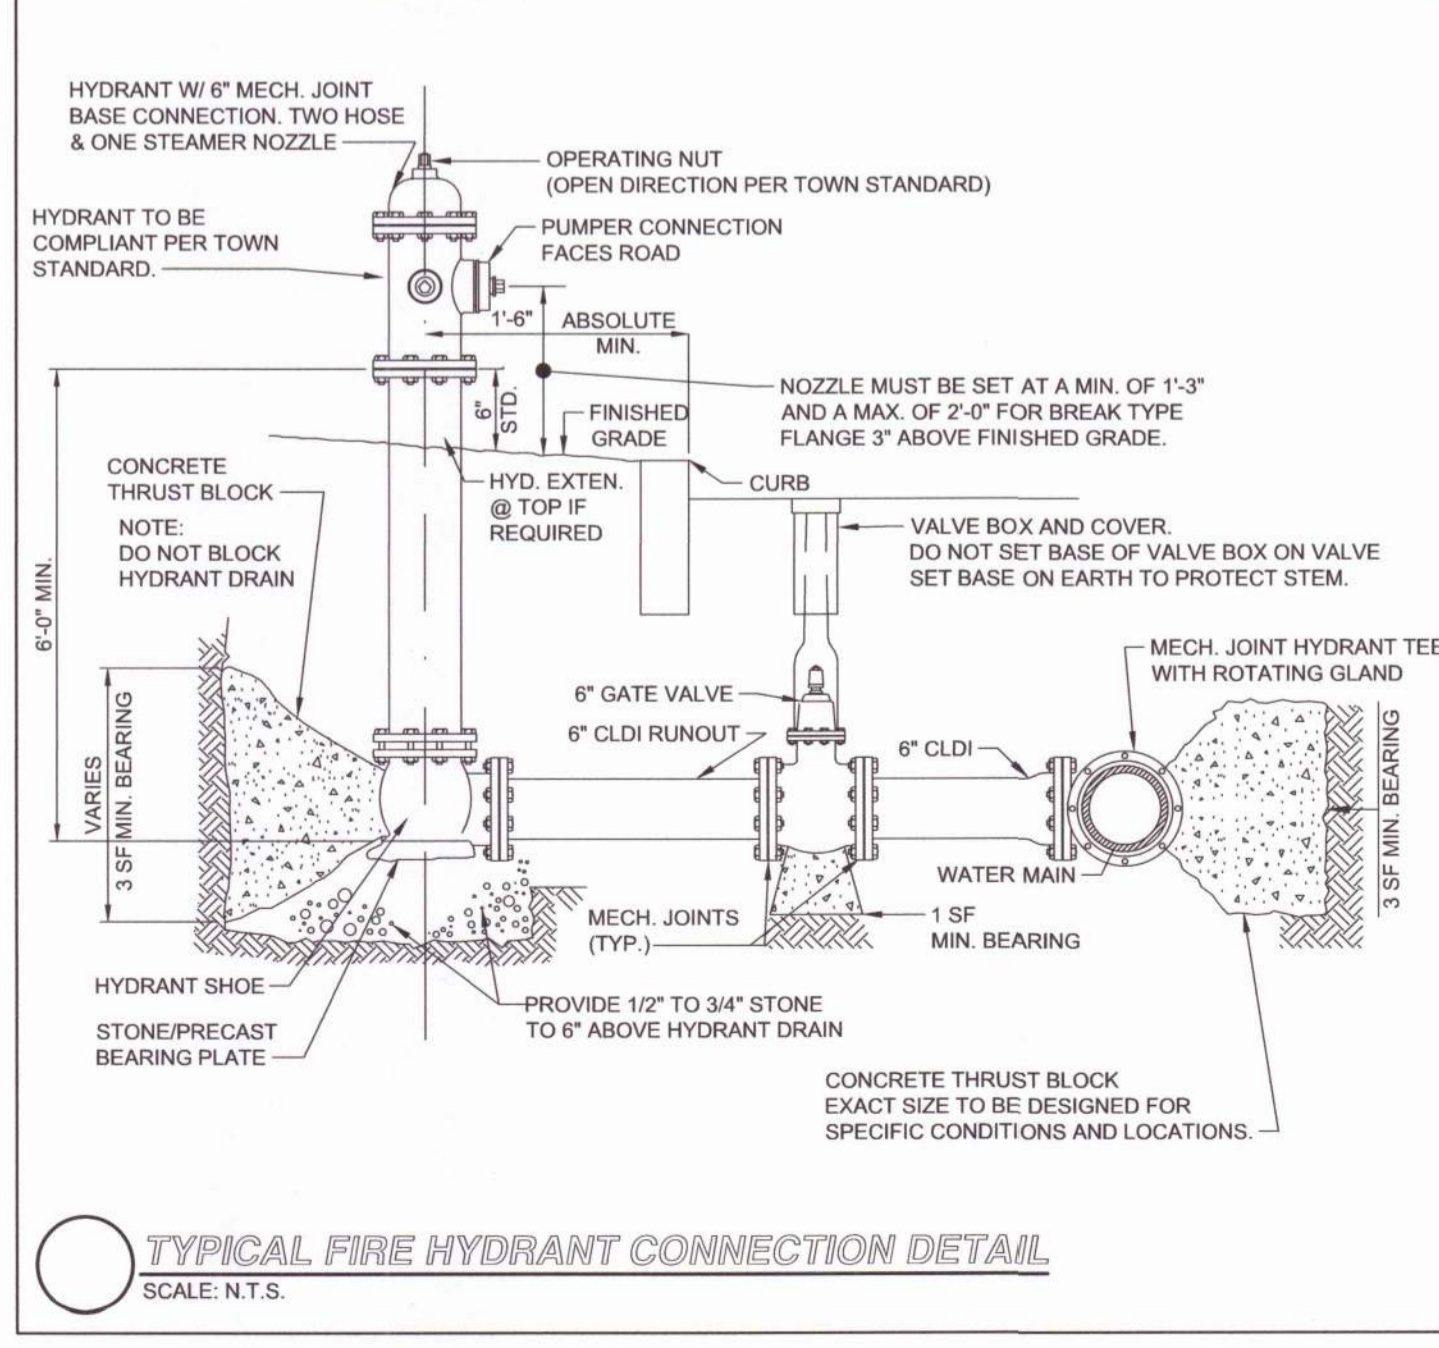 HYDRANT W/ 6" MECH. JOINT
BASE CONNECTION. TWO HOSE
& ONE STEAMER NOZZLE
OPERATING NUT
(OPEN DIRECTION PER TOWN STANDARD)
HYDRANT TO BE
COMPLIANT PER TOWN
STANDARD.
PUMPER CONNECTION
FACES ROAD
1'-6" ABSOLUTE
MIN.
6"
STD.
NOZZLE MUST BE SET AT A MIN. OF 1'-3"
AND A MAX. OF 2'-0" FOR BREAK TYPE
FLANGE 3" ABOVE FINISHED GRADE.
FINISHED
GRADE
CONCRETE
THRUST BLOCK
NOTE:
DO NOT BLOCK
HYDRANT DRAIN
HYD. EXTEN.
@ TOP IF
REQUIRED
CURB
VALVE BOX AND COVER.
DO NOT SET BASE OF VALVE BOX ON VALVE
SET BASE ON EARTH TO PROTECT STEM.
6'-0" MIN.
VARIES
3 SF MIN. BEARING
MECH. JOINT HYDRANT TEE
WITH ROTATING GLAND
6" GATE VALVE
6" CLDI RUNOUT
6" CLDI
3 SF MIN. BEARING
WATER MAIN
MECH. JOINTS
(TYP.)
1 SF
MIN. BEARING
HYDRANT SHOE
STONE/PRECAST
BEARING PLATE
PROVIDE 1/2" TO 3/4" STONE
TO 6" ABOVE HYDRANT DRAIN
CONCRETE THRUST BLOCK
EXACT SIZE TO BE DESIGNED FOR
SPECIFIC CONDITIONS AND LOCATIONS.
TYPICAL FIRE HYDRANT CONNECTION DETAIL
SCALE: N.T.S.